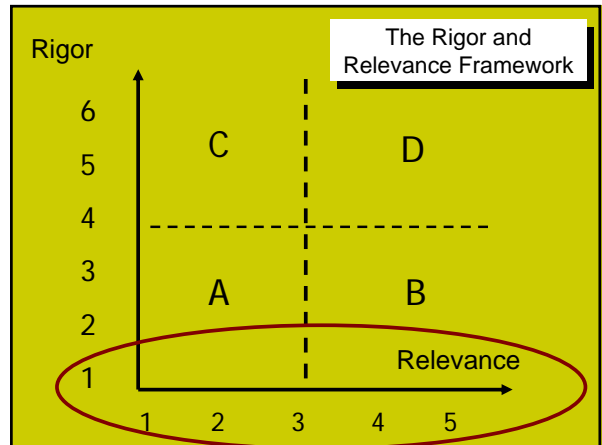 The Rigor and
Relevance Framework
Rigor
6
5
4
3
2
1
C
D
A
B
Relevance
1 2 3 4 5